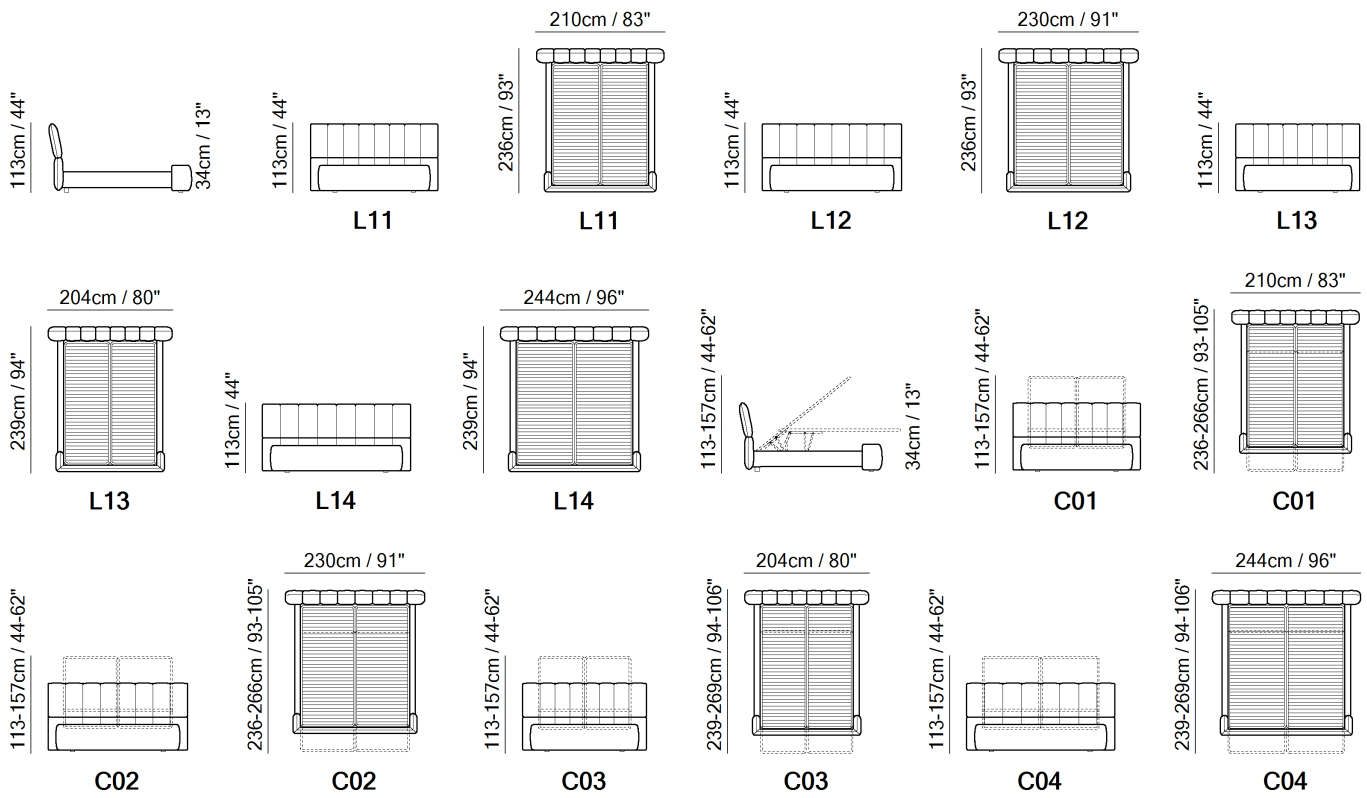 113cm / 44"
34cm / 13"
113cm / 44"
L11
210cm / 83"
236cm / 93"
L11
113cm / 44"
L12
230cm / 91"
236cm / 93"
L12
113cm / 44"
L13
204cm / 80"
239cm / 94"
L13
113cm / 44"
L14
244cm / 96"
239cm / 94"
L14
113-157cm / 44-62"
34cm / 13"
113-157cm / 44-62"
C01
210cm / 83"
236-266cm / 93-105"
C01
113-157cm / 44-62"
C02
230cm / 91"
236-266cm / 93-105"
C02
113-157cm / 44-62"
C03
204cm / 80"
239-269cm / 94-106"
C03
113-157cm / 44-62"
C04
244cm / 96"
239-269cm / 94-106"
C04